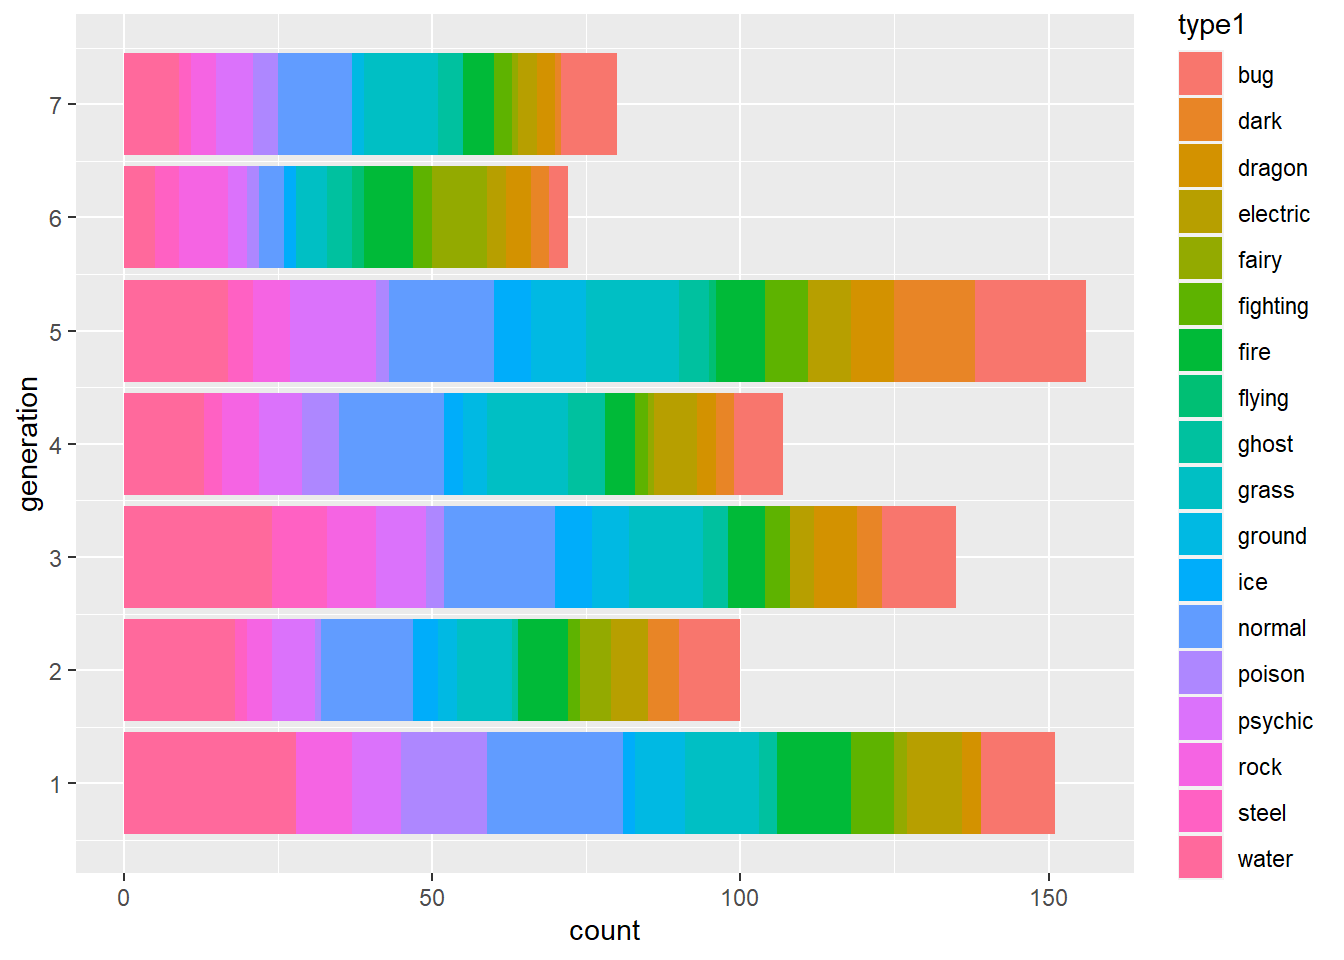 type1
bug
dark
dragon
electric
fairy
fighting
fire
flying
ghost
grass
ground
ice
normal
poison
psychic
rock
steel
water
generation
7
6
5
4
3
2
1
0 50 100 150
count